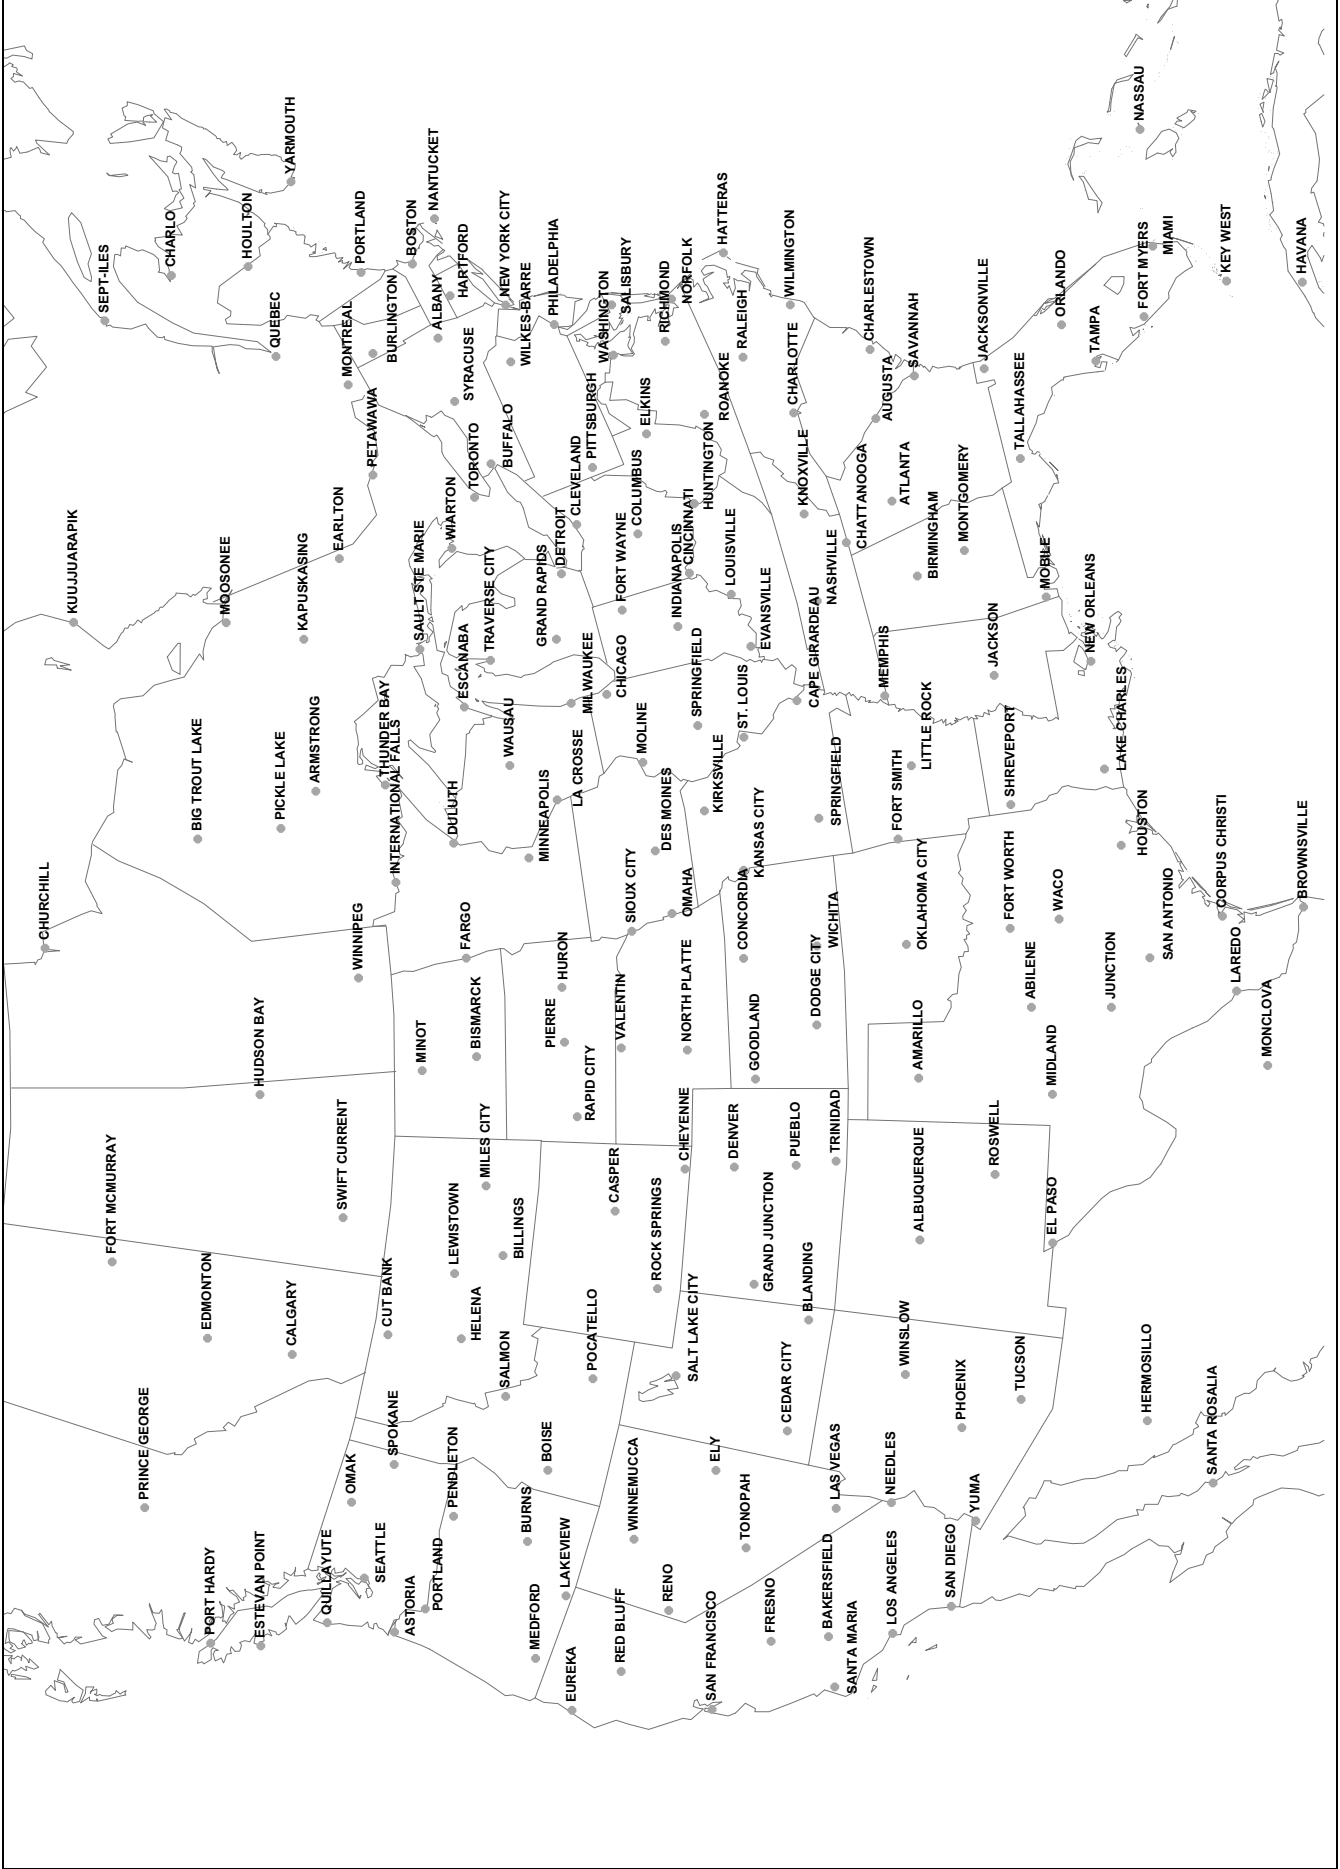 CHURCHILL
KUUJJUARAPIK
SEPT-ILES
FORT MCMURRAY
PRINCE GEORGE
CHARLO
BIG TROUT LAKE
EDMONTON
PORT HARDY
MOOSONEE
HUDSON BAY
HOULTON
ESTEVAN POINT
CALGARY
PICKLE LAKE
QUEBEC
YARMOUTH
KAPUSKASING
ARMSTRONG
QUILLAYUTE
SWIFT CURRENT
EARLTON
OMAK
WINNIPEG
MONTREAL
PORTLAND
SEATTLE
PETAWAWA
THUNDER BAY
BURLINGTON
CUT BANK
SPOKANE
INTERNATIONAL FALLS
ASTORIA
BOSTON
SAULT STE MARIE
MINOT
PORTLAND
NANTUCKET
ALBANY
PENDLETON
LEWISTOWN
DULUTH
WIARTON
HARTFORD
HELENA
SYRACUSE
FARGO
ESCANABA
BISMARCK
TORONTO
MILES CITY
TRAVERSE CITY
BUFFALO
SALMON
BILLINGS
NEW YORK CITY
WAUSAU
WILKES-BARRE
BURNS
MINNEAPOLIS
MEDFORD
BOISE
PIERRE
GRAND RAPIDS
PHILADELPHIA
HURON
DETROIT
LAKEVIEW
EUREKA
LA CROSSE
CLEVELAND
RAPID CITY
MILWAUKEE
PITTSBURGH
POCATELLO
WASHINGTON
CASPER
CHICAGO
RED BLUFF
VALENTIN
FORT WAYNE
SALISBURY
SIOUX CITY
WINNEMUCCA
COLUMBUS
MOLINE
ELKINS
ROCK SPRINGS
DES MOINES
RICHMOND
RENO
INDIANAPOLIS
OMAHA
NORFOLK
CHEYENNE
NORTH PLATTE
CINCINNATI
SALT LAKE CITY
SPRINGFIELD
HUNTINGTON
SAN FRANCISCO
ELY
KIRKSVILLE
ROANOKE
HATTERAS
DENVER
LOUISVILLE
TONOPAH
CONCORDIA
ST. LOUIS
RALEIGH
GOODLAND
KANSAS CITY
GRAND JUNCTION
EVANSVILLE
FRESNO
CEDAR CITY
PUEBLO
CHARLOTTE
WILMINGTON
BLANDING
KNOXVILLE
DODGE CITY
CAPE GIRARDEAU
BAKERSFIELD
LAS VEGAS
TRINIDAD
WICHITA
SPRINGFIELD
NASHVILLE
SANTA MARIA
CHATTANOOGA
CHARLESTOWN
MEMPHIS
AUGUSTA
LOS ANGELES
NEEDLES
FORT SMITH
ATLANTA
WINSLOW
SAVANNAH
ALBUQUERQUE
AMARILLO
OKLAHOMA CITY
LITTLE ROCK
BIRMINGHAM
SAN DIEGO
PHOENIX
MONTGOMERY
YUMA
JACKSONVILLE
ROSWELL
JACKSON
FORT WORTH
SHREVEPORT
TUCSON
TALLAHASSEE
ABILENE
MOBILE
EL PASO
MIDLAND
WACO
ORLANDO
NEW ORLEANS
TAMPA
JUNCTION
LAKE CHARLES
HOUSTON
NASSAU
FORT MYERS
HERMOSILLO
MIAMI
SAN ANTONIO
SANTA ROSALIA
CORPUS CHRISTI
KEY WEST
LAREDO
MONCLOVA
BROWNSVILLE
HAVANA